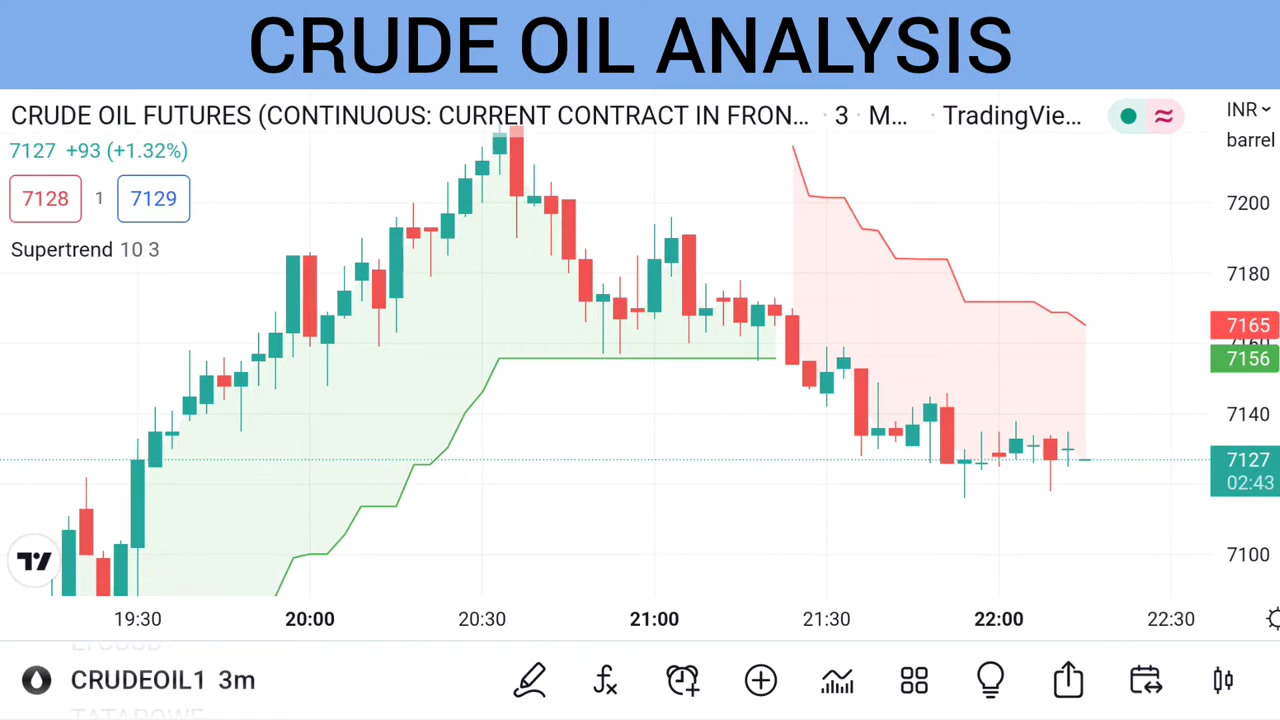 CRUDE OIL ANALYSIS
CRUDE OIL FUTURES (CONTINUOUS: CURRENT CONTRACT IN FRON... · 3 · M... · TradingVie...
INR
barrel
7127 +93 (+1.32%)
7128 1 7129
Supertrend 10 3
7200
7180
7165
7160
7156
7140
7127
02:43
7100
19:30 20:00 20:30 21:00 21:30 22:00 22:30
CRUDEOIL1 3m